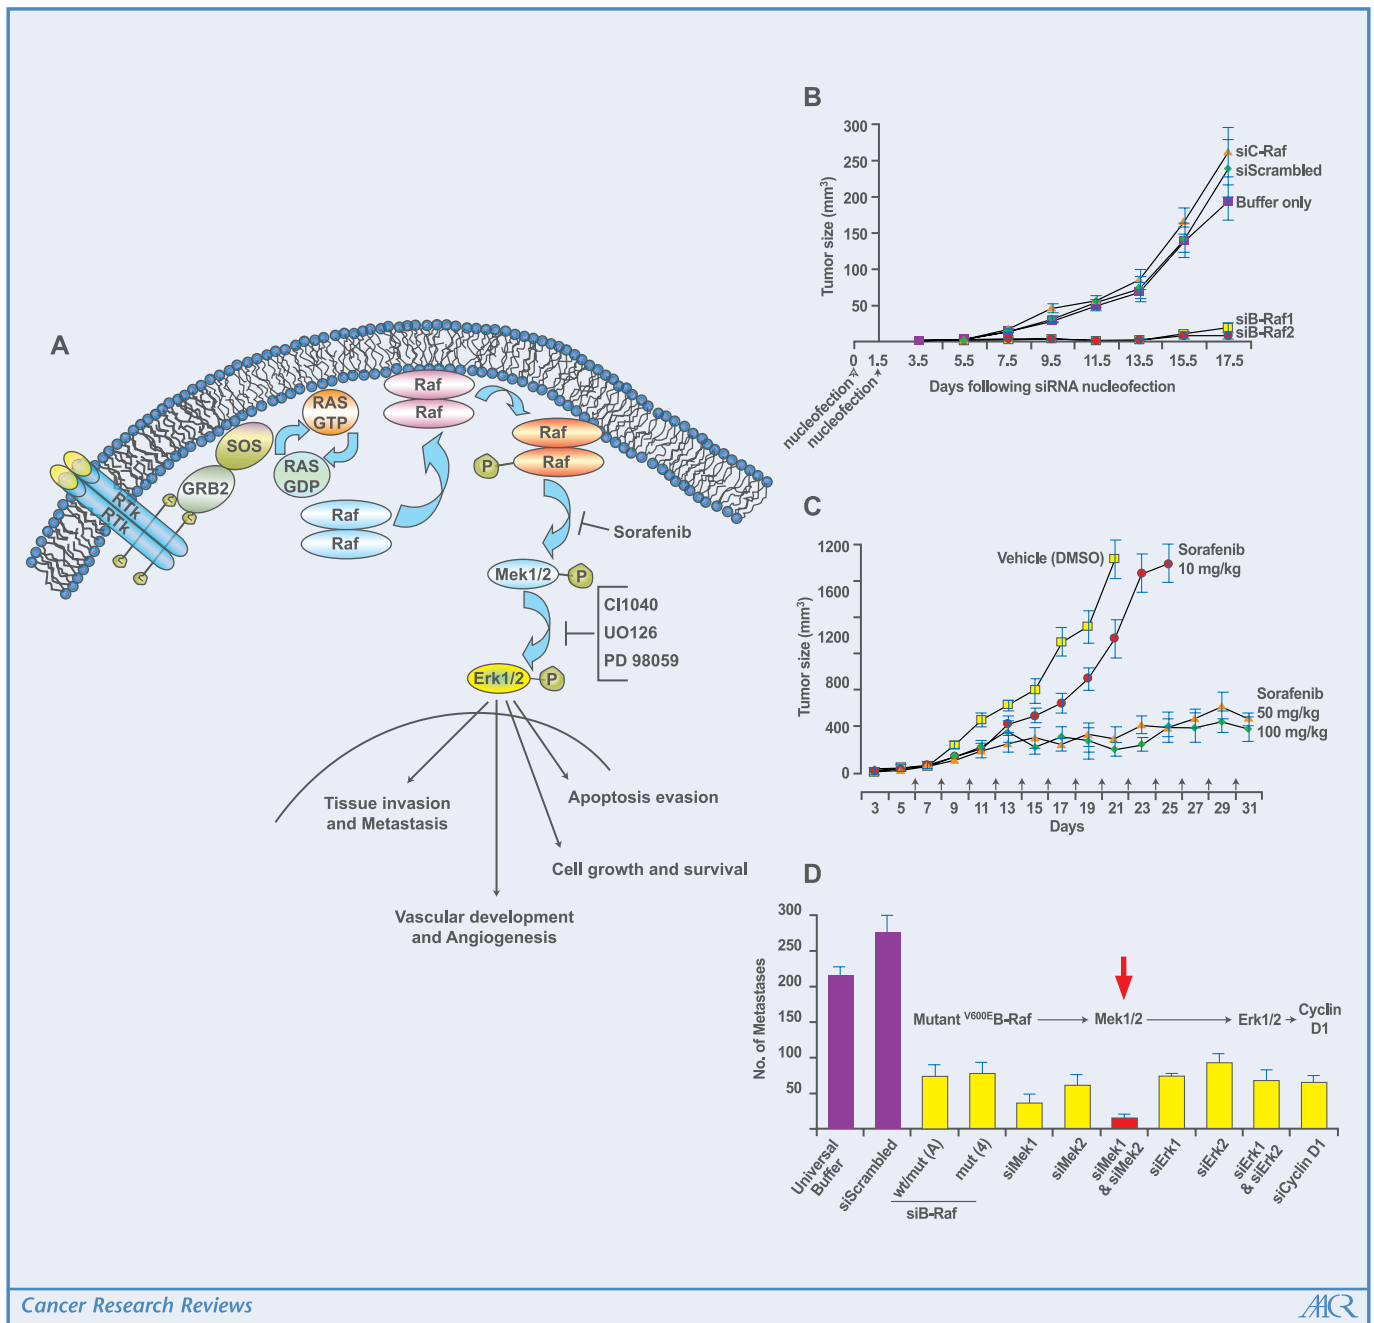 A
RTk
RTk
GRB2
SOS
RAS
GTP
RAS
GDP
Raf
Raf
Raf
Raf
Raf
Raf
P
Sorafenib
Mek1/2
P
CI1040
UO126
PD 98059
Erk1/2
P
Tissue invasion
and Metastasis
Apoptosis evasion
Cell growth and survival
Vascular development
and Angiogenesis
B
Tumor size (mm³)
300
250
200
150
100
50
siC-Raf
siScrambled
Buffer only
siB-Raf1
siB-Raf2
0 1.5 3.5 5.5 7.5 9.5 11.5 13.5 15.5 17.5
nucleofection
nucleofection
Days following siRNA nucleofection
C
Tumor size (mm³)
1200
1600
1200
800
400
0
Vehicle (DMSO)
Sorafenib
10 mg/kg
Sorafenib
50 mg/kg
100 mg/kg
3 5 7 9 11 13 15 17 19 21 23 25 27 29 31
Days
D
No. of Metastases
300
250
200
150
100
50
Mutant V600EB-Raf
Mek1/2
Erk1/2
Cyclin
D1
Universal
Buffer
siScrambled
wt/mut (A)
mut (4)
siB-Raf
siMek1
siMek2
siMek1
& siMek2
siErk1
siErk2
siErk1
& siErk2
siCyclin D1
Cancer Research Reviews
AACR